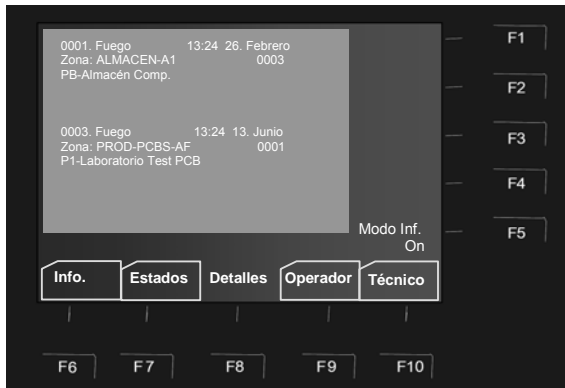 0001. Fuego 13:24 26. Febrero
Zona: ALMACEN-A1 0003
PB-Almacén Comp.
0003. Fuego 13:24 13. Junio
Zona: PROD-PCBS-AF 0001
P1-Laboratorio Test PCB
Modo Inf.
On
Info. Estados Detalles Operador Técnico
F1
F2
F3
F4
F5
F6 F7 F8 F9 F10